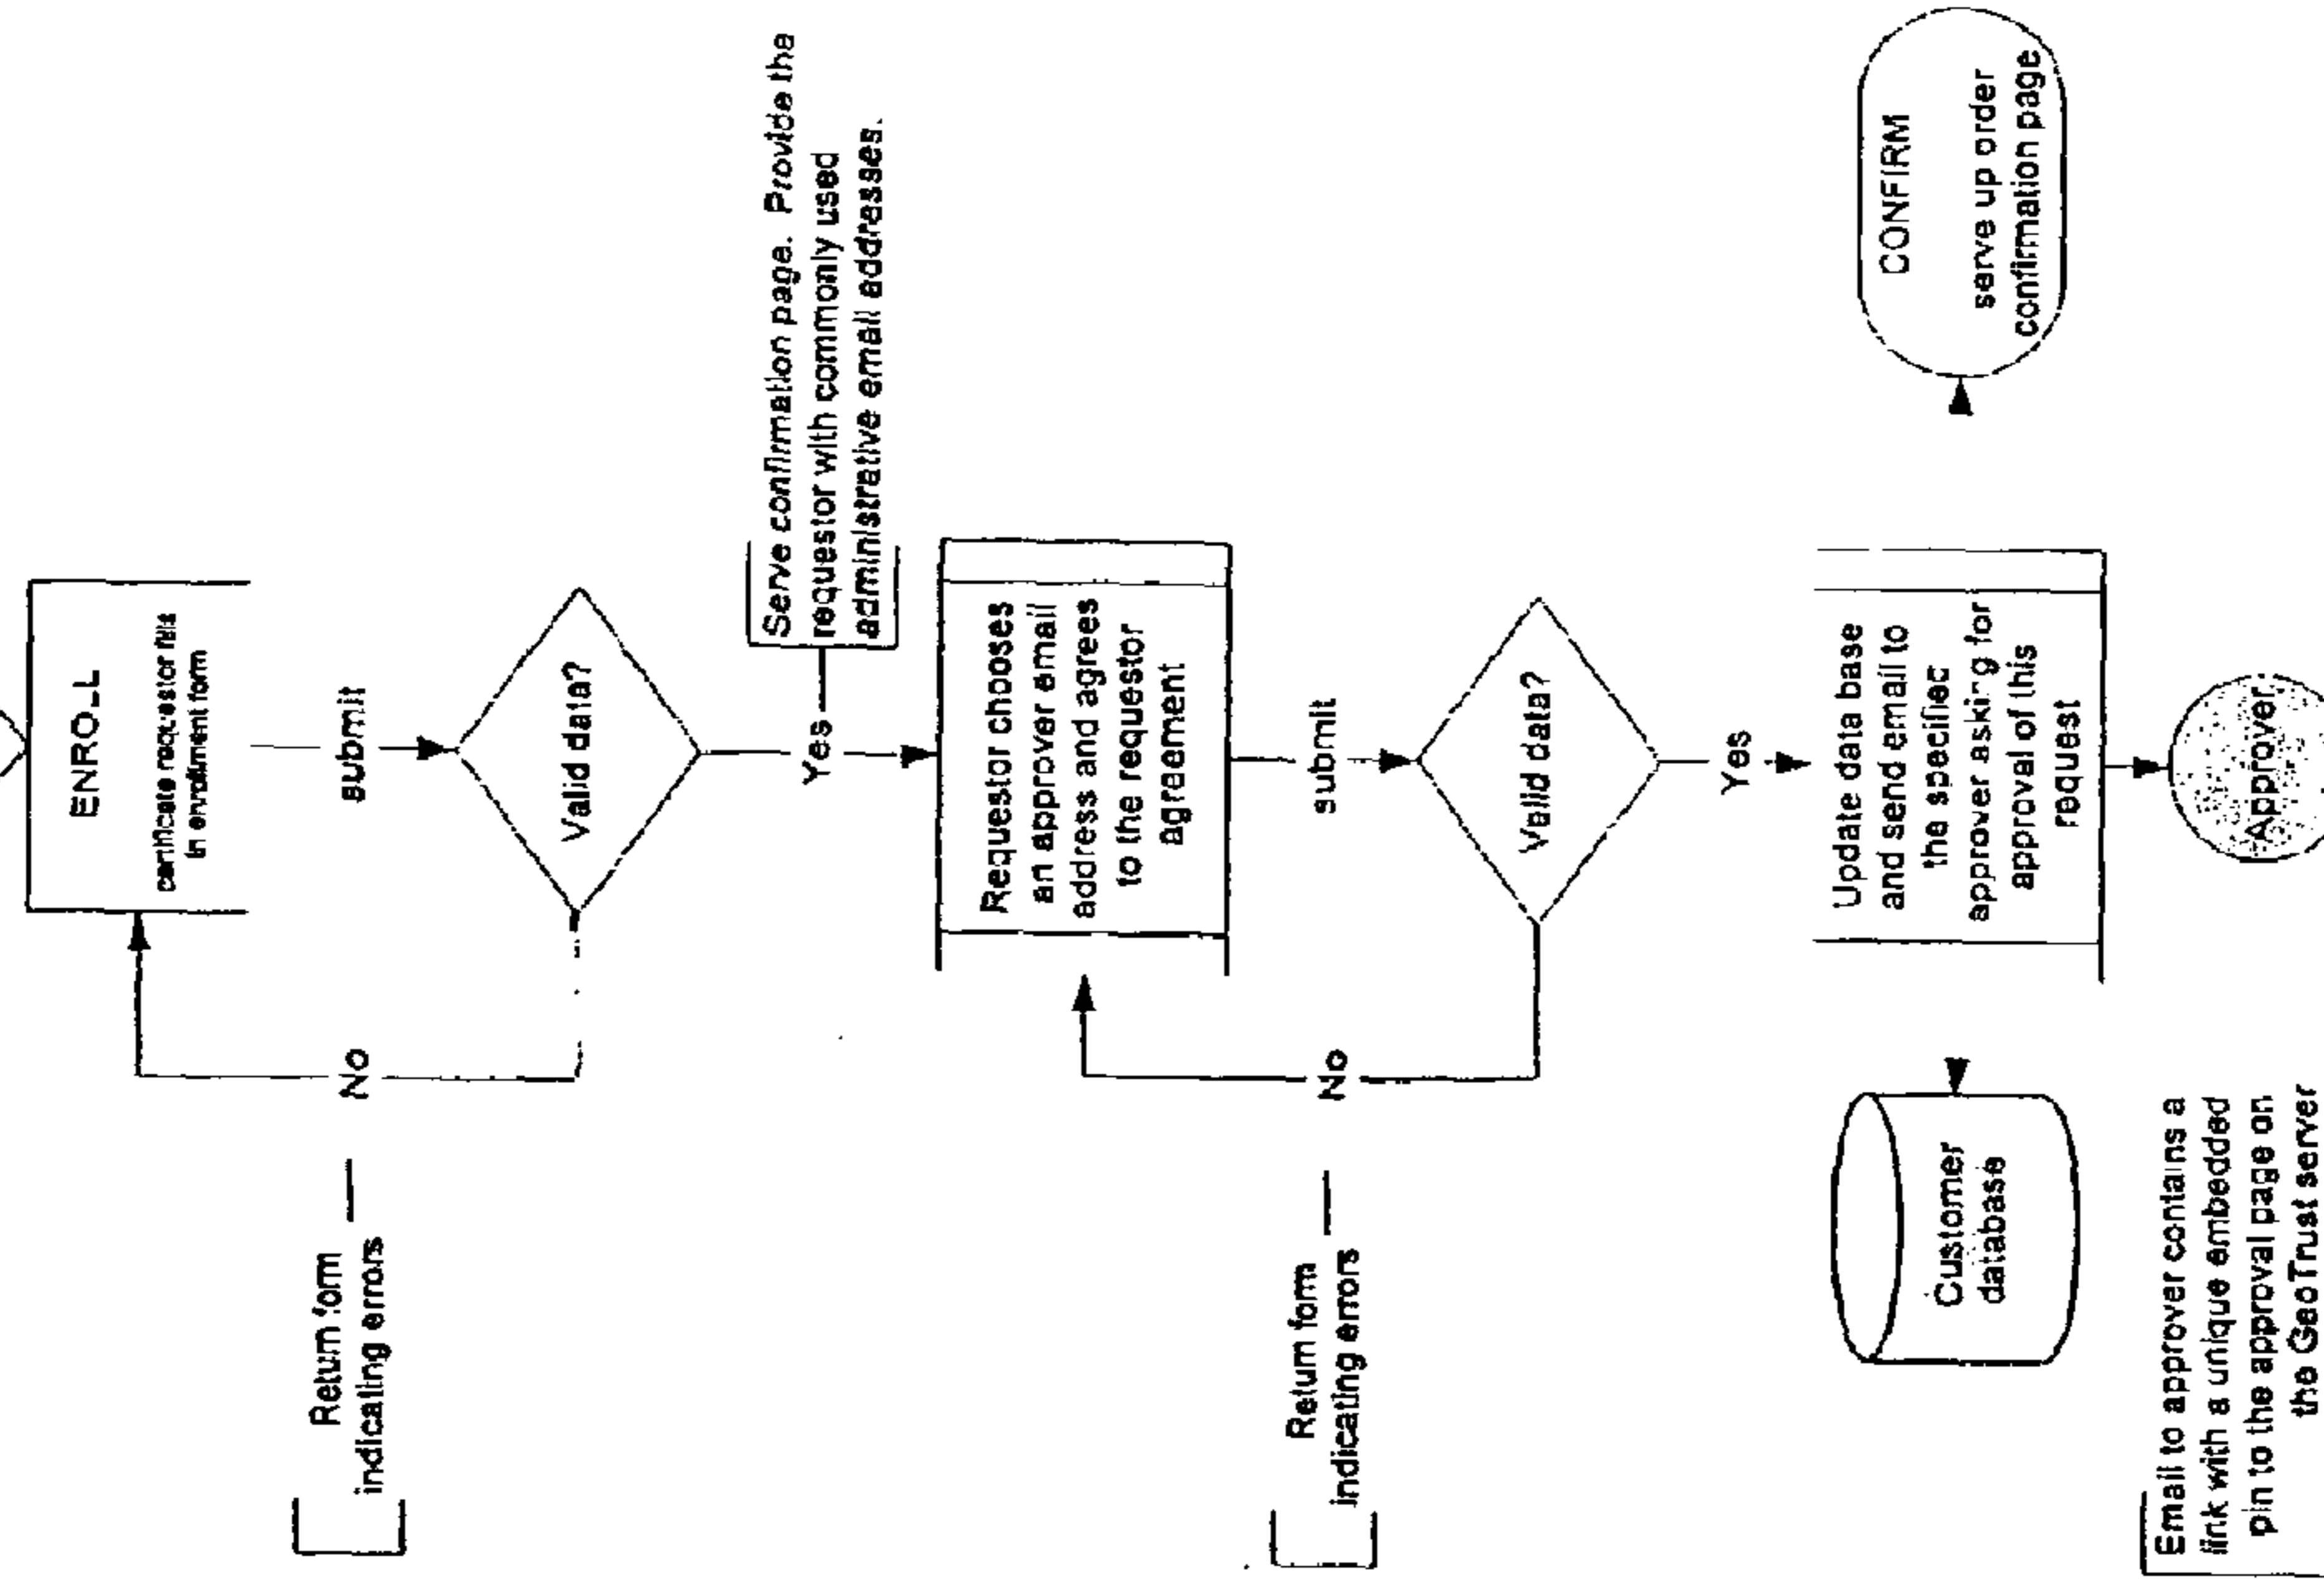 ENROLL
certificate requestor fills
in enrollment form
submit
Valid data?
No
Return form
indicating errors
Yes
Serve confirmation page. Provide the
requestor with commonly used
administrative email addresses.
Requestor chooses
an approver email
address and agrees
to the requestor
agreement
submit
Valid data?
No
Return form
indicating errors
Yes
Update data base
and send email to
the specified
approver asking for
approval of this
request
CONFIRM
serve up order
confirmation page
Customer
database
Approver
Email to approver contains a
link with a unique embedded
pin to the approval page on
the GeoTrust server